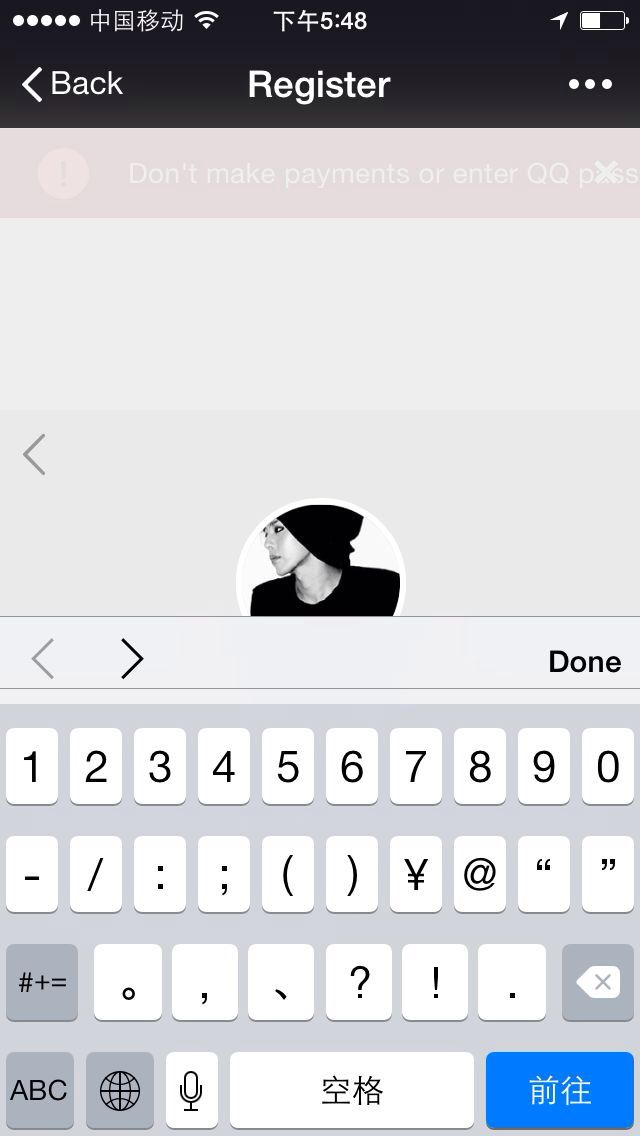 中国移动 下午5:48
Back Register
Don't make payments or enter QQ
Done
1 2 3 4 5 6 7 8 9 0
- / : ; ( ) ¥ @ “ ”
#+= 。 , 、 ? ! .
ABC 空格 前往